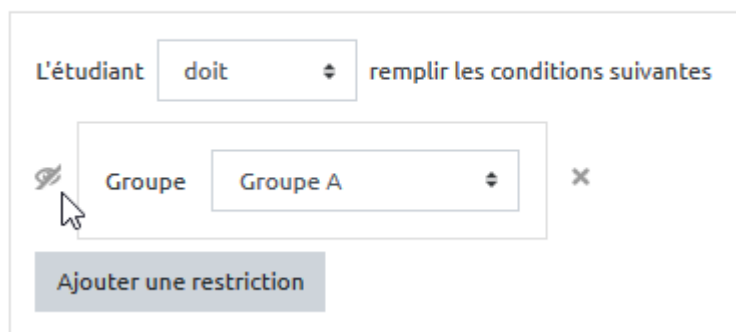 L'étudiant doit remplir les conditions suivantes
Groupe Groupe A
Ajouter une restriction